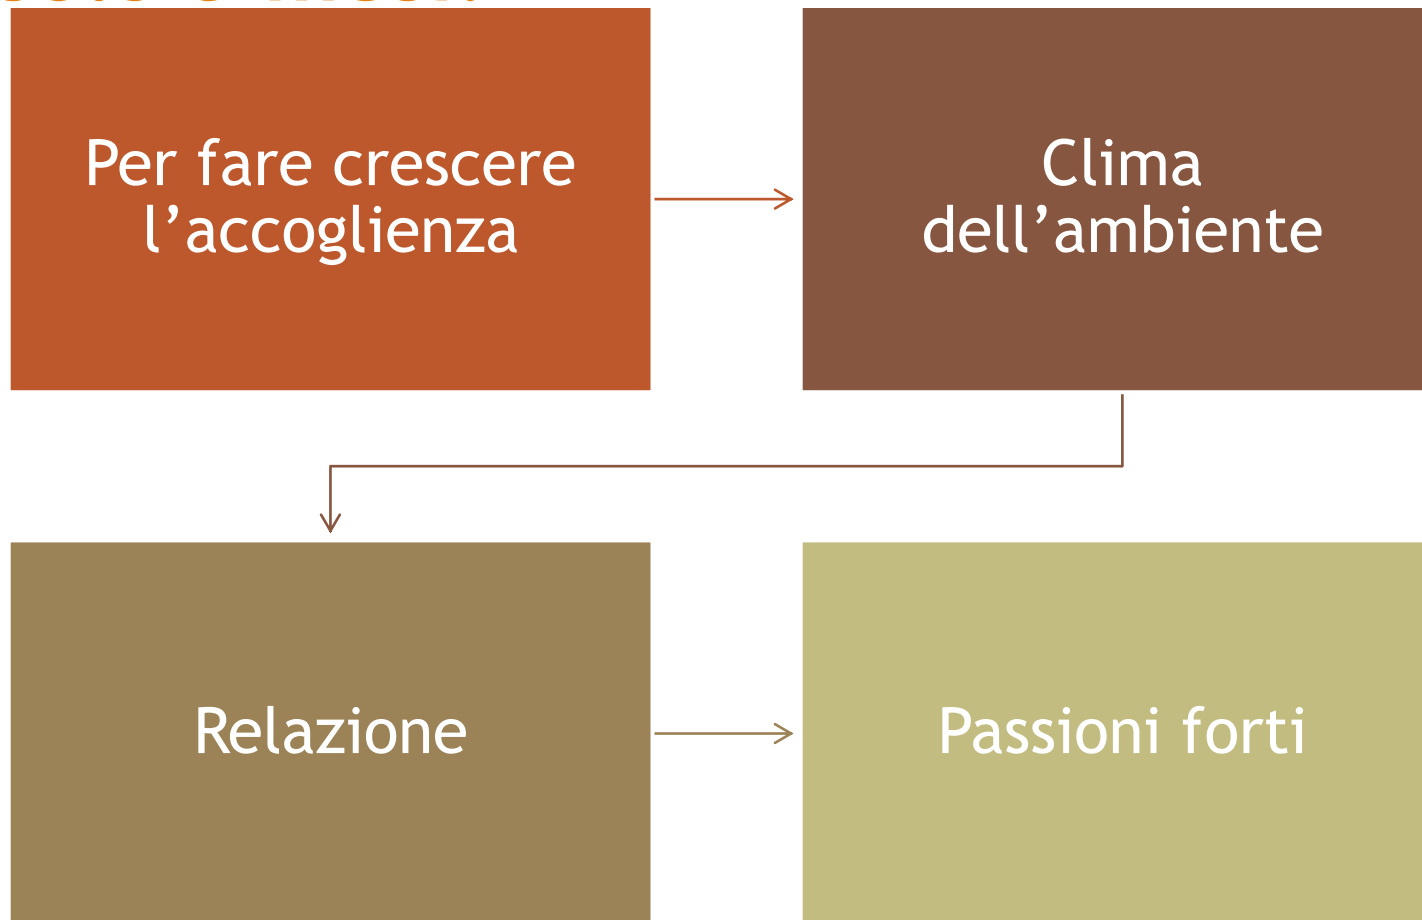 Per fare crescere
l’accoglienza
Clima
dell’ambiente
Relazione
Passioni forti